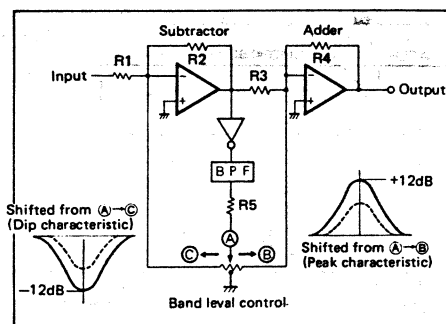 Subtractor
Adder
R2
R4
Input
R1
R3
Output
−
+
−
+
B P F
R5
Shifted from Ⓐ→Ⓒ
(Dip characteristic)
−12dB
Ⓐ
Ⓒ
Ⓑ
+12dB
Shifted from Ⓐ→Ⓑ
(Peak characteristic)
Band leval control